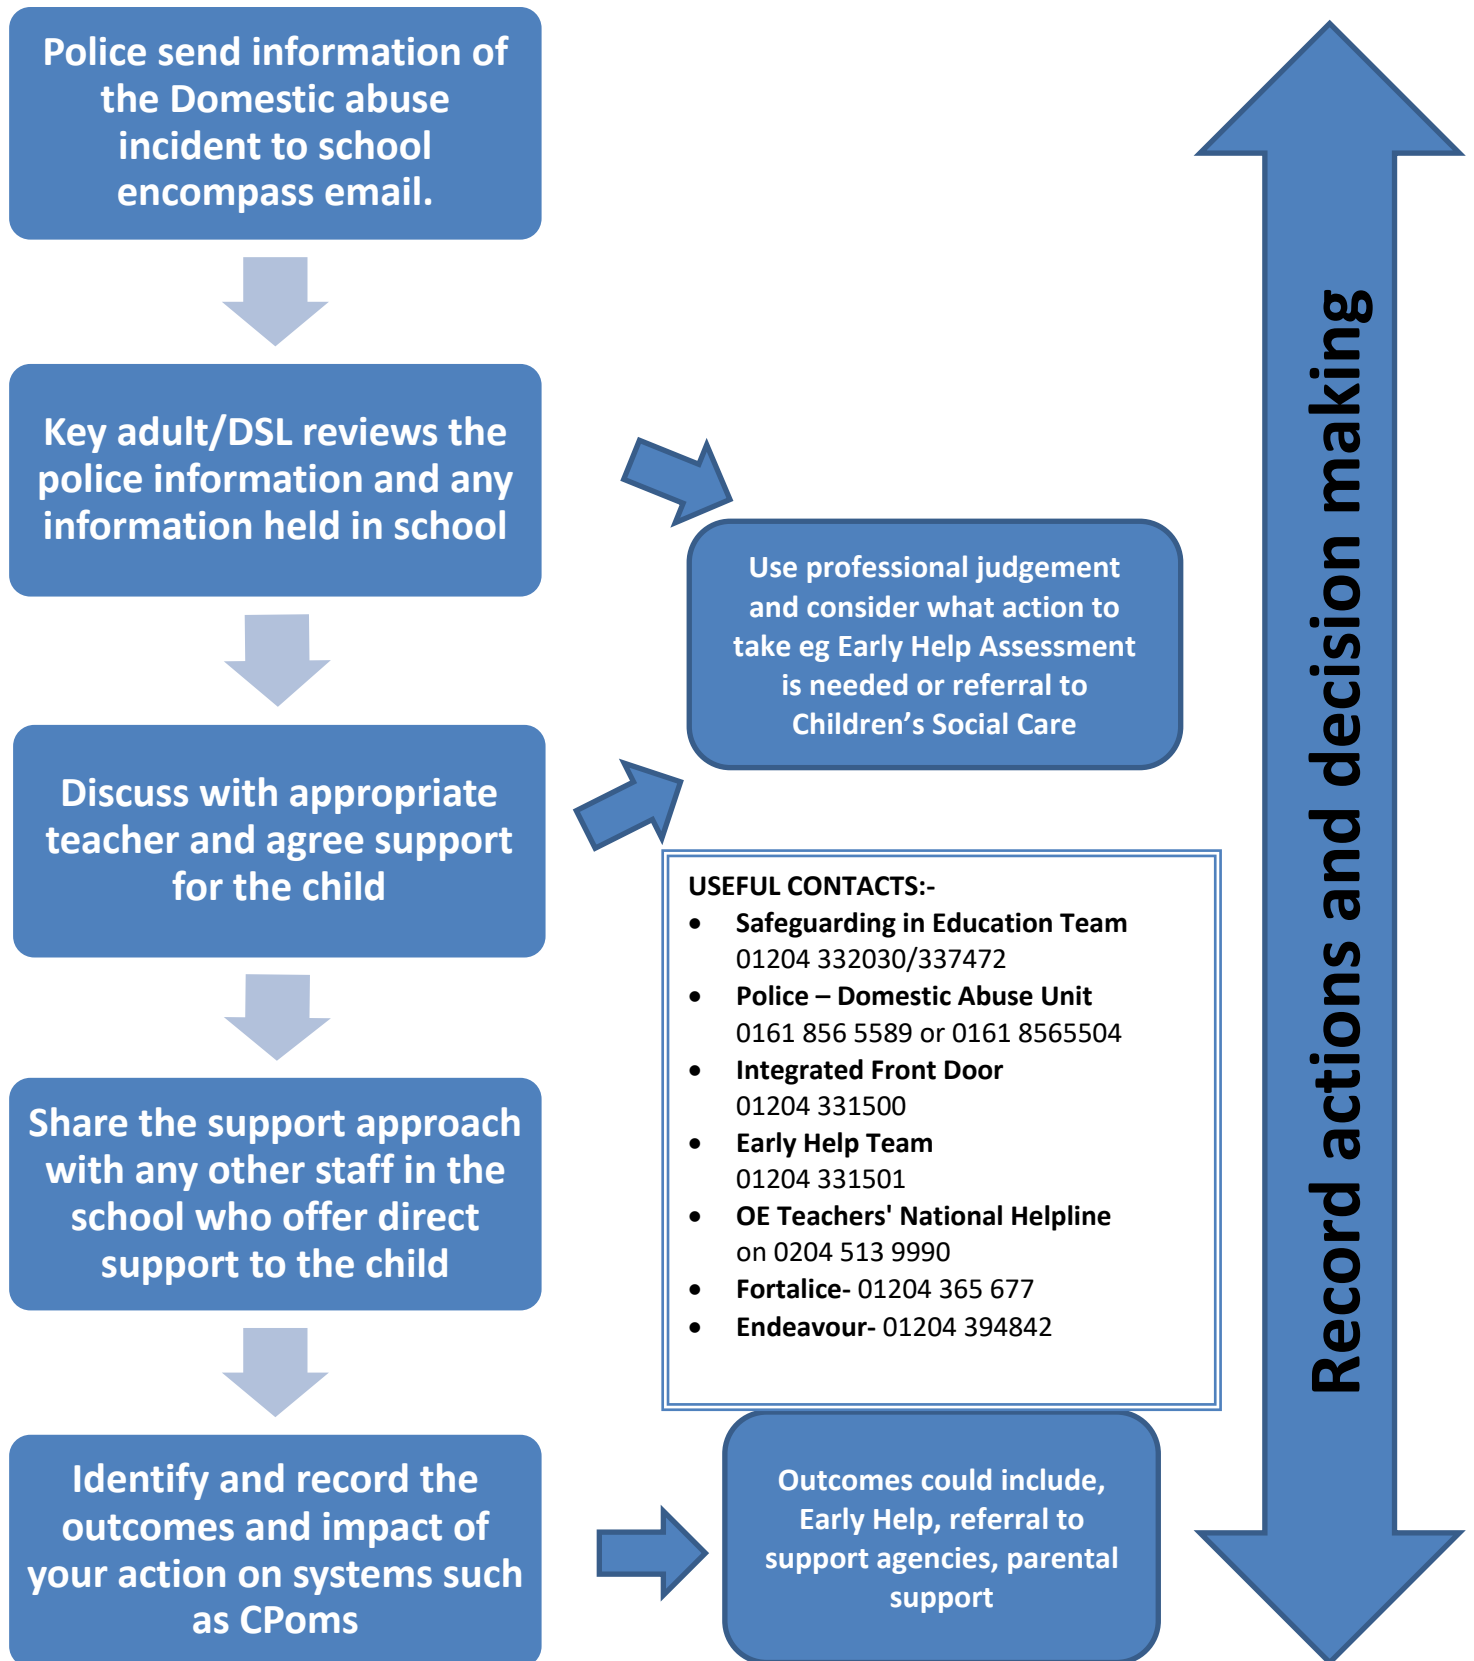 Police send information of
the Domestic abuse
incident to school
encompass email.
Key adult/DSL reviews the
police information and any
information held in school
Use professional judgement
and consider what action to
take eg Early Help Assessment
is needed or referral to
Children’s Social Care
Discuss with appropriate
teacher and agree support
for the child
USEFUL CONTACTS:-
• Safeguarding in Education Team
01204 332030/337472
• Police – Domestic Abuse Unit
0161 856 5589 or 0161 8565504
• Integrated Front Door
01204 331500
• Early Help Team
01204 331501
• OE Teachers' National Helpline
on 0204 513 9990
• Fortalice- 01204 365 677
• Endeavour- 01204 394842
Share the support approach
with any other staff in the
school who offer direct
support to the child
Identify and record the
outcomes and impact of
your action on systems such
as CPoms
Outcomes could include,
Early Help, referral to
support agencies, parental
support
Record actions and decision making